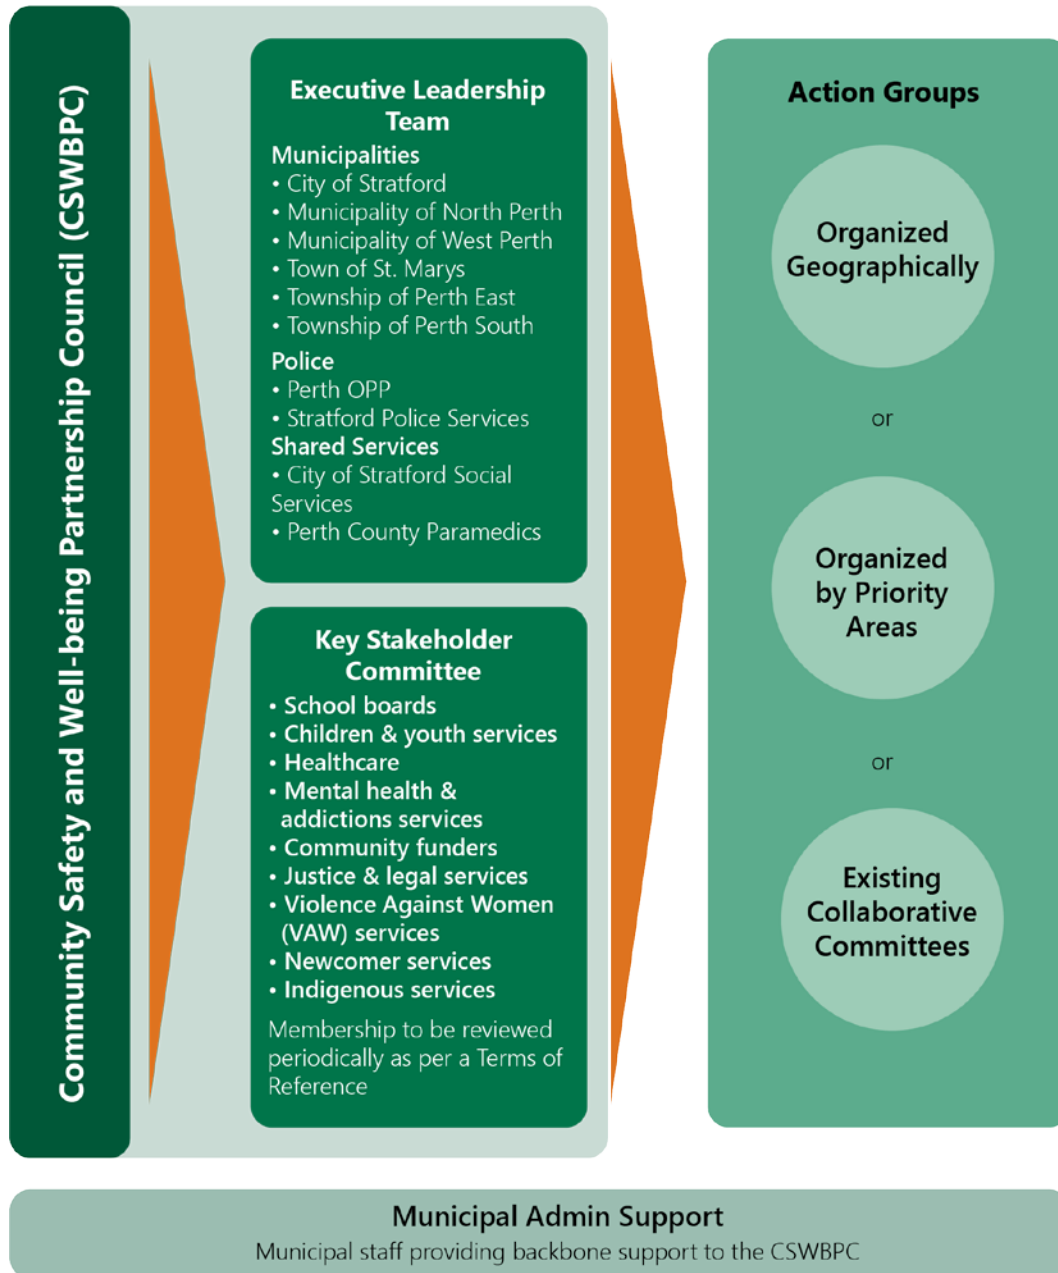 Community Safety and Well-being Partnership Council (CSWBPC)
Executive Leadership
Team
Municipalities
• City of Stratford
• Municipality of North Perth
• Municipality of West Perth
• Town of St. Marys
• Township of Perth East
• Township of Perth South
Police
• Perth OPP
• Stratford Police Services
Shared Services
• City of Stratford Social
Services
• Perth County Paramedics
Key Stakeholder
Committee
• School boards
• Children & youth services
• Healthcare
• Mental health &
addictions services
• Community funders
• Justice & legal services
• Violence Against Women
(VAW) services
• Newcomer services
• Indigenous services
Membership to be reviewed
periodically as per a Terms of
Reference
Action Groups
Organized
Geographically
or
Organized
by Priority
Areas
or
Existing
Collaborative
Committees
Municipal Admin Support
Municipal staff providing backbone support to the CSWBPC